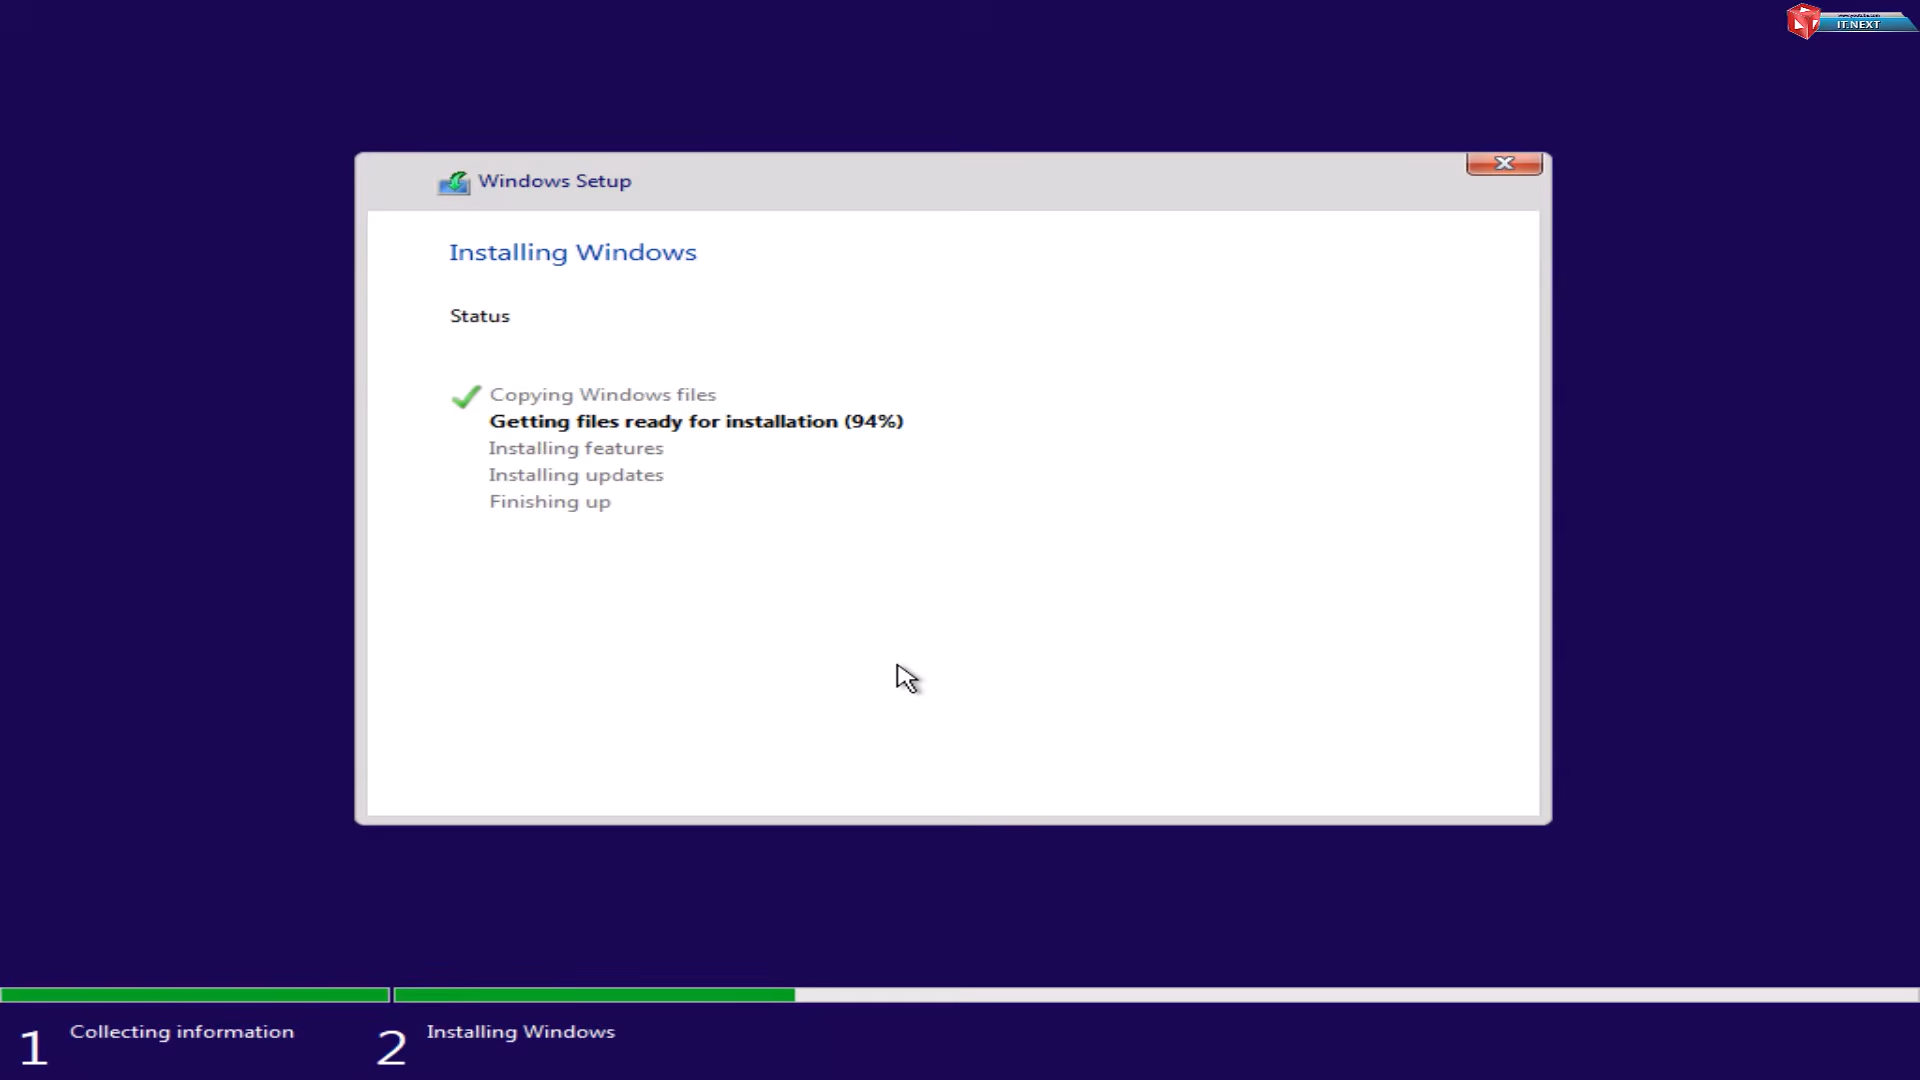 IT.NEXT
Windows Setup
Installing Windows
Status
Copying Windows files
Getting files ready for installation (94%)
Installing features
Installing updates
Finishing up
1 Collecting information
2 Installing Windows